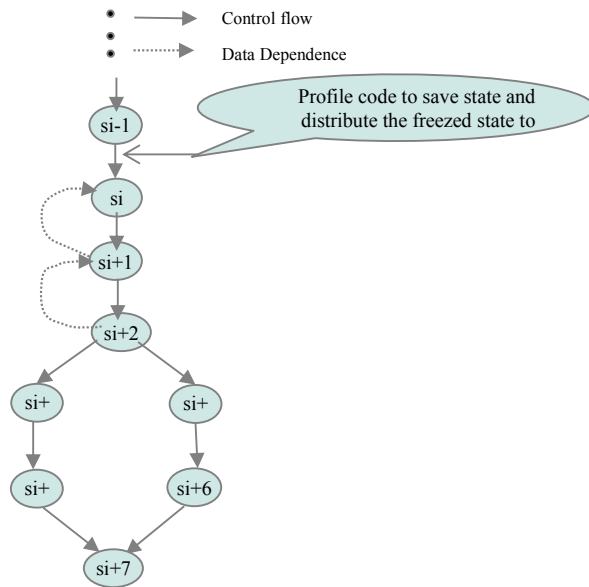 Control flow
Data Dependence
Profile code to save state and
distribute the freezed state to
si-1
si
si+1
si+2
si+ si+
si+ si+6
si+7